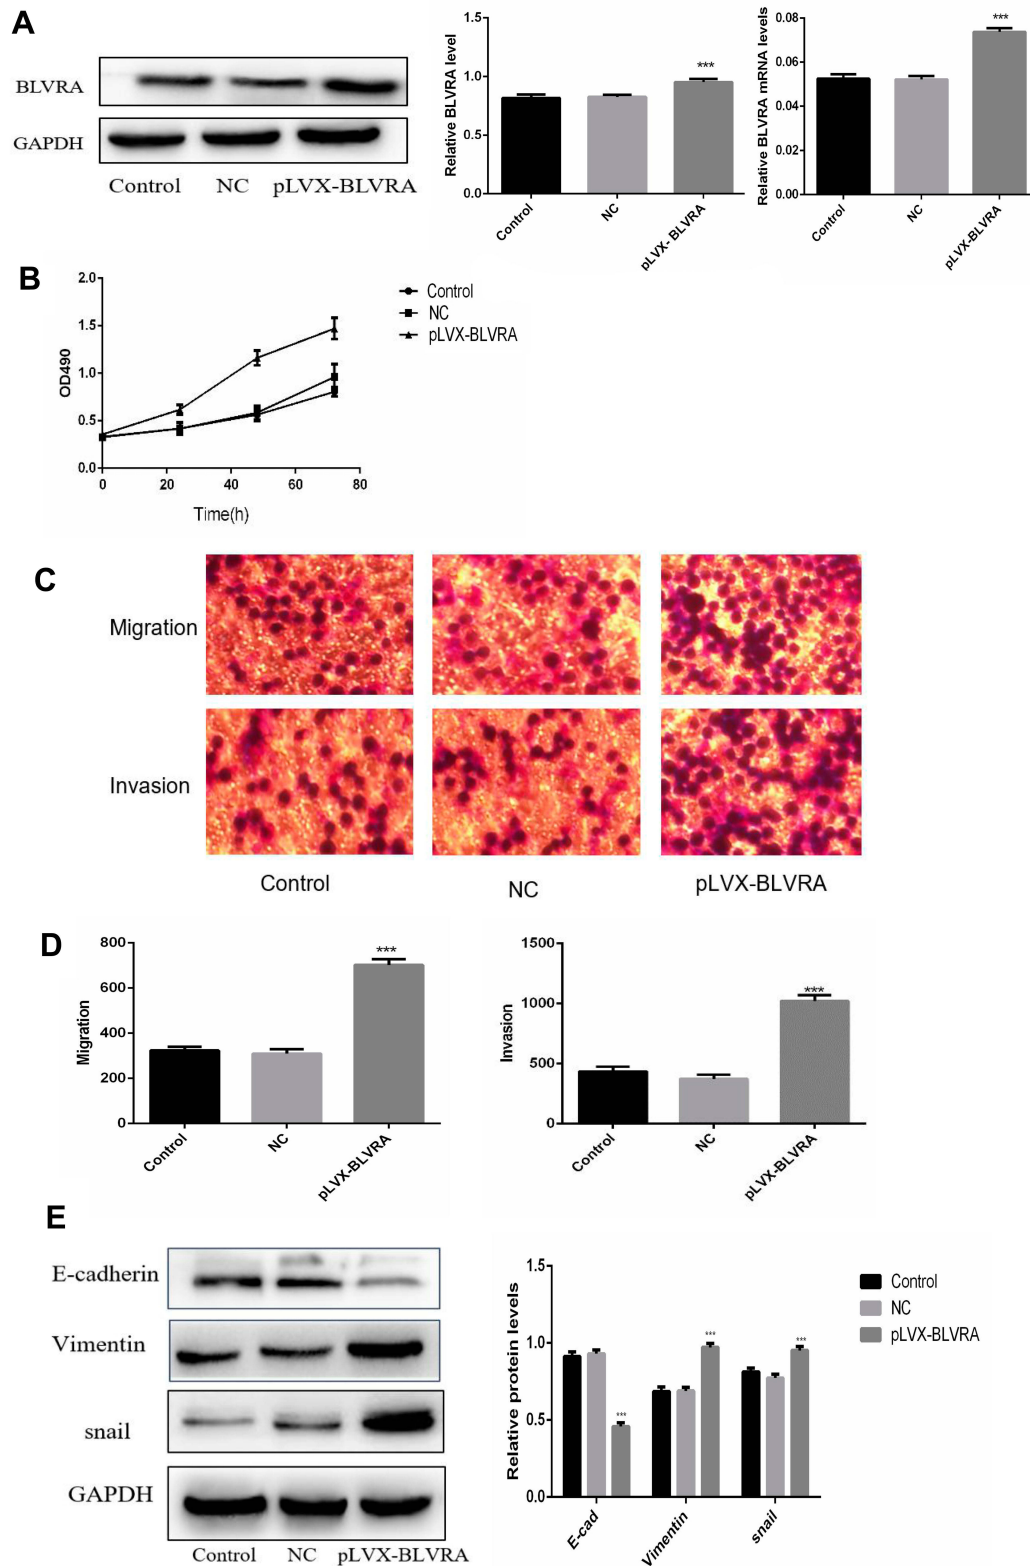 A
BLVRA
GAPDH
Control NC pLVX-BLVRA
Relative BLVRA level
1.5
1.0
0.5
0.0
***
Control NC pLVX- BLVRA
Relative BLVRA mRNA levels
0.08
0.06
0.04
0.02
0.00
***
Control NC pLVX-BLVRA
B
OD490
2.0
1.5
1.0
0.5
0.0
0 20 40 60 80
Time(h)
Control
NC
pLVX-BLVRA
C
Migration
Invasion
Control NC pLVX-BLVRA
D
Migration
800
600
400
200
0
***
Control NC pLVX-BLVRA
Invasion
1500
1000
500
0
***
Control NC pLVX-BLVRA
E
E-cadherin
Vimentin
snail
GAPDH
Control NC pLVX-BLVRA
Relative protein levels
1.5
1.0
0.5
0.0
*** *** ***
E-cad Vimentin snail
Control
NC
pLVX-BLVRA